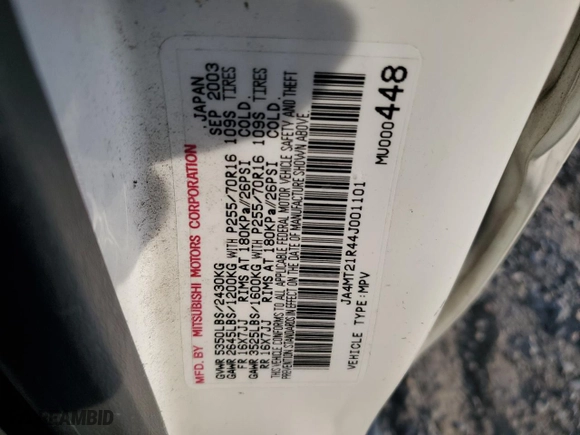 MFD. BY MITSUBISHI MOTORS CORPORATION JAPAN
SEP 2003
GVWR 5350LBS/2430KG
GAWR 2645LBS/1200KG WITH P255/70R16 109S TIRES
FR 16X7JJ RIMS AT 180KPA//26PSI COLD.
GAWR 3525LBS/1600KG WITH P255/70R16 109S TIRES
RR 16X7JJ RIMS AT 180KPA//26PSI COLD.
THIS VEHICLE CONFORMS TO ALL APPLICABLE FEDERAL MOTOR VEHICLE SAFETY AND THEFT
PREVENTION STANDARDS IN EFFECT ON THE DATE OF MANUFACTURE SHOWN ABOVE.
JA4MT21R44J001101
VEHICLE TYPE:MPV
MU000448